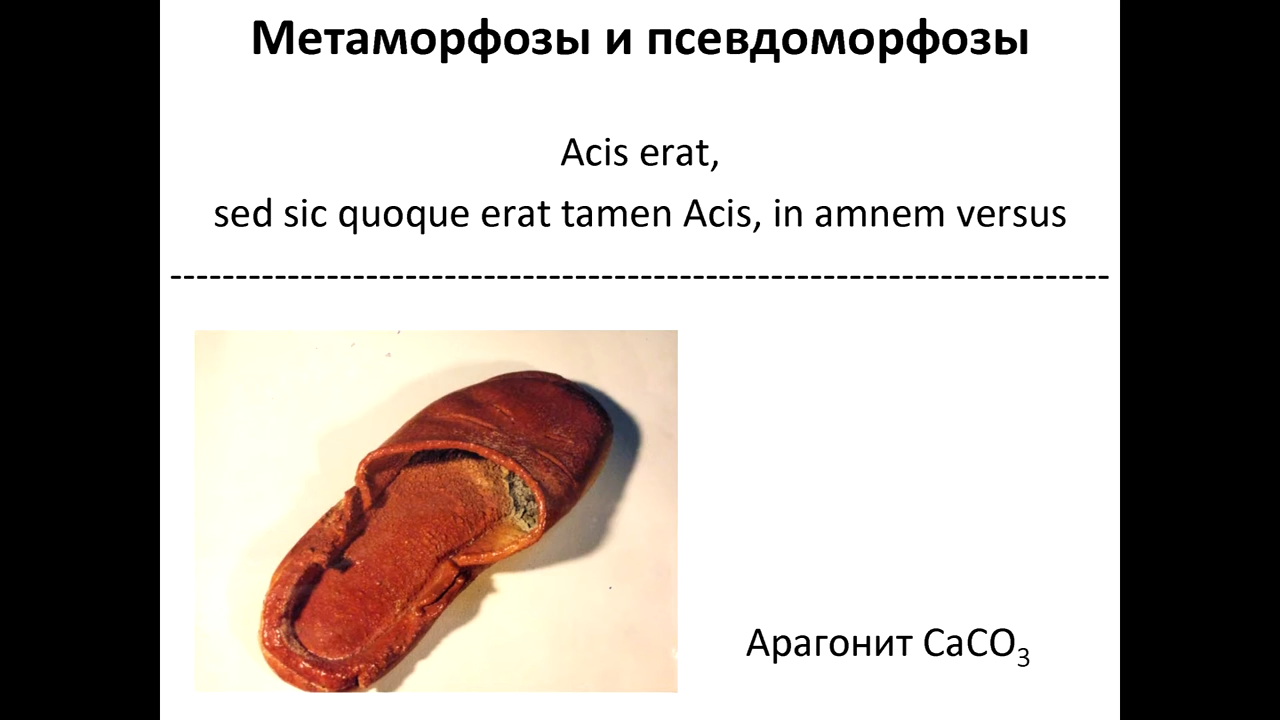 Метаморфозы и псевдоморфозы
Acis erat,
sed sic quoque erat tamen Acis, in amnem versus
------------------------------------------------------------------------
Арагонит CaCO₃